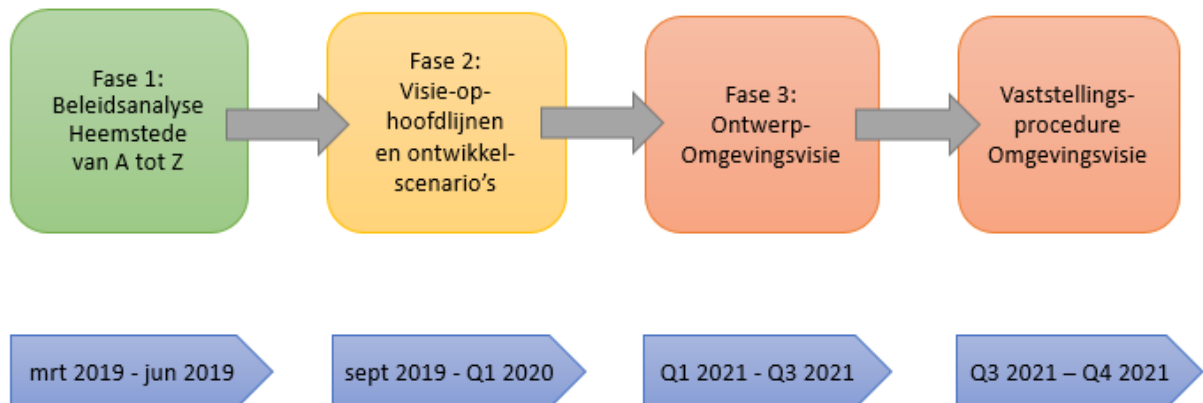 Fase 1:
Beleidsanalyse
Heemstede
van A tot Z
Fase 2:
Visie-op-
hoofdlijnen
en ontwikkel-
scenario's
Fase 3:
Ontwerp-
Omgevingsvisie
Vaststellings-
procedure
Omgevingsvisie
mrt 2019 - jun 2019
sept 2019 - Q1 2020
Q1 2021 - Q3 2021
Q3 2021 – Q4 2021